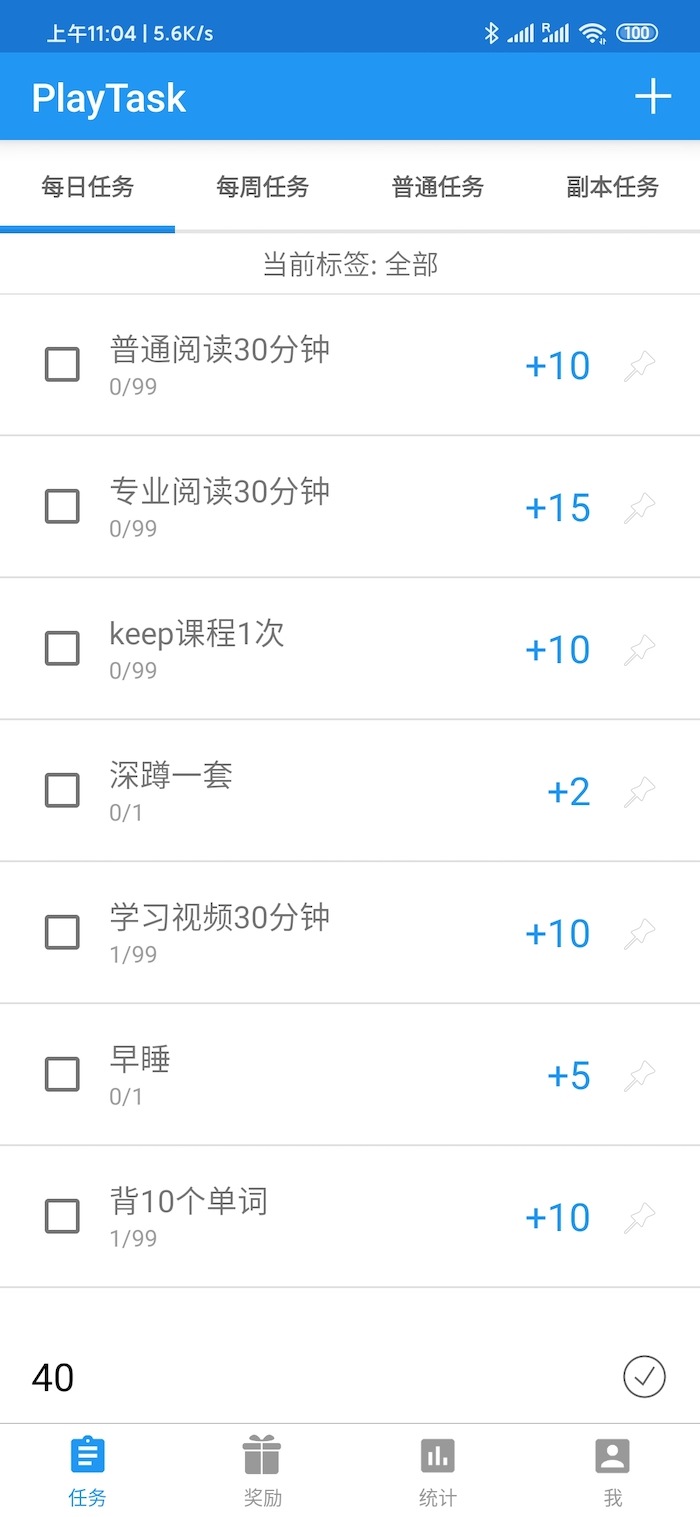 上午11:04 | 5.6K/s
R
100
PlayTask
每日任务
每周任务
普通任务
副本任务
当前标签: 全部
普通阅读30分钟
+10
0/99
专业阅读30分钟
+15
0/99
keep课程1次
+10
0/99
深蹲一套
+2
0/1
学习视频30分钟
+10
1/99
早睡
+5
0/1
背10个单词
+10
1/99
40
任务
奖励
统计
我